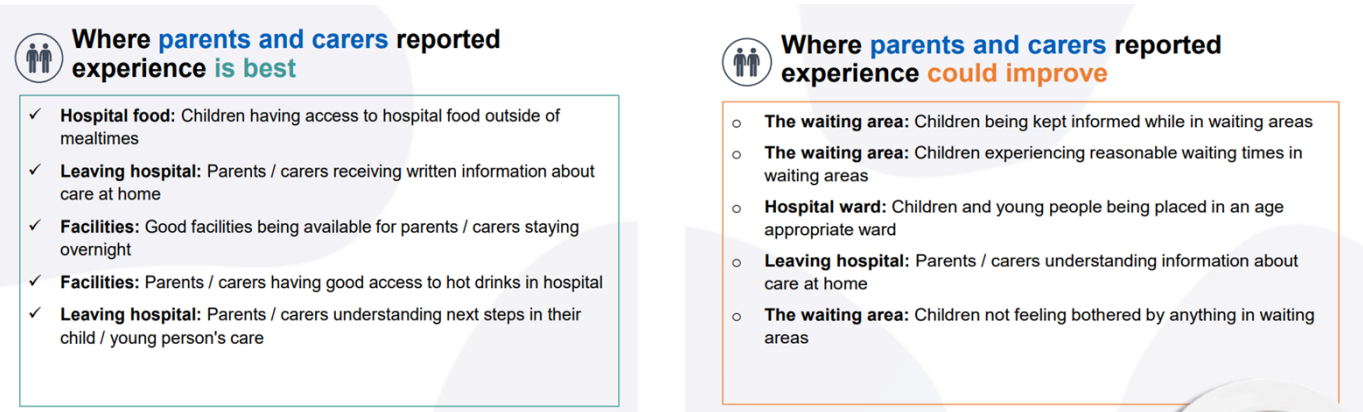 Where parents and carers reported
experience is best
✓ Hospital food: Children having access to hospital food outside of
mealtimes
✓ Leaving hospital: Parents / carers receiving written information about
care at home
✓ Facilities: Good facilities being available for parents / carers staying
overnight
✓ Facilities: Parents / carers having good access to hot drinks in hospital
✓ Leaving hospital: Parents / carers understanding next steps in their
child / young person's care
Where parents and carers reported
experience could improve
o The waiting area: Children being kept informed while in waiting areas
o The waiting area: Children experiencing reasonable waiting times in
waiting areas
o Hospital ward: Children and young people being placed in an age
appropriate ward
o Leaving hospital: Parents / carers understanding information about
care at home
o The waiting area: Children not feeling bothered by anything in waiting
areas